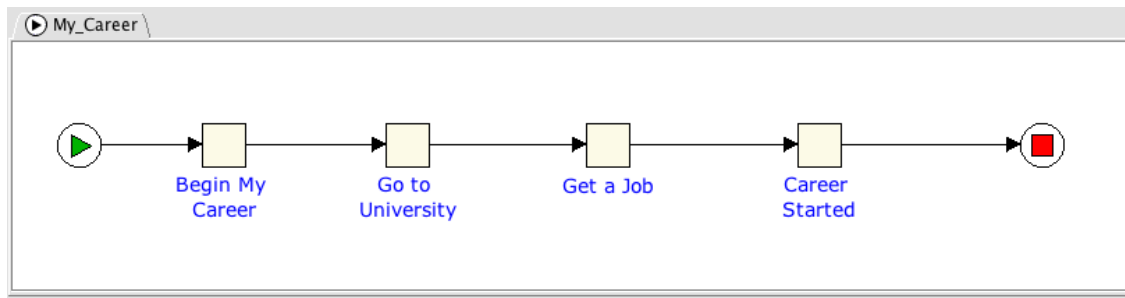 My_Career
Begin My
Career
Go to
University
Get a Job
Career
Started